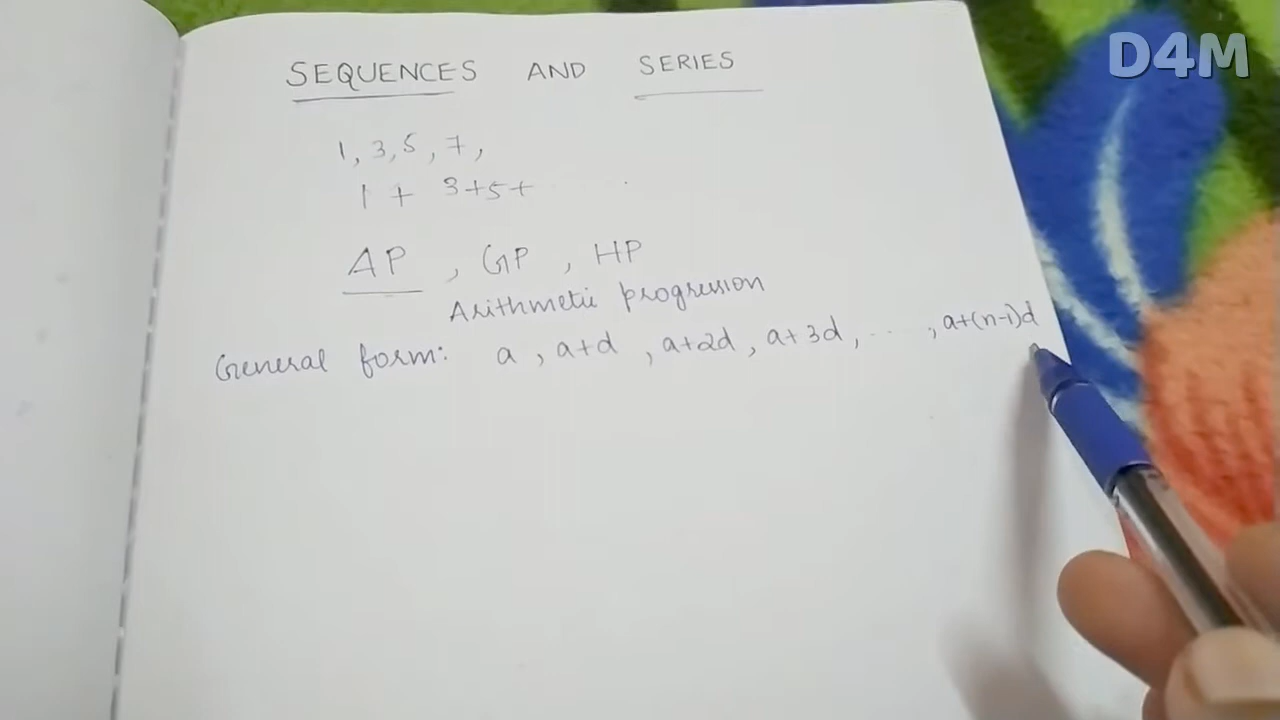 D4M
SEQUENCES AND SERIES
1, 3, 5, 7,
1 + 3+5+
AP, GP, HP
Arithmetic progression
General form: a, a+d, a+2d, a+3d, ... , a+(n-1)d